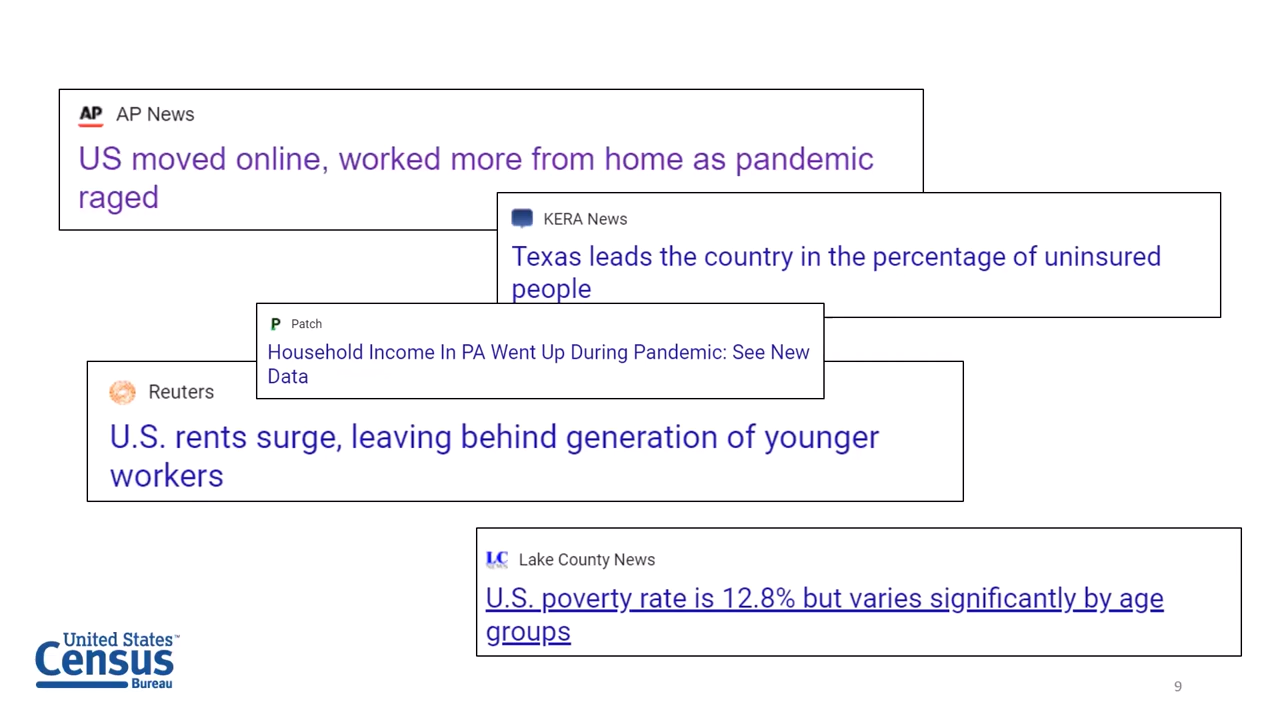 AP AP News
US moved online, worked more from home as pandemic
raged
KERA News
Texas leads the country in the percentage of uninsured
people
P Patch
Household Income In PA Went Up During Pandemic: See New
Data
Reuters
U.S. rents surge, leaving behind generation of younger
workers
LC Lake County News
U.S. poverty rate is 12.8% but varies significantly by age
groups
United States™
Census
Bureau
9